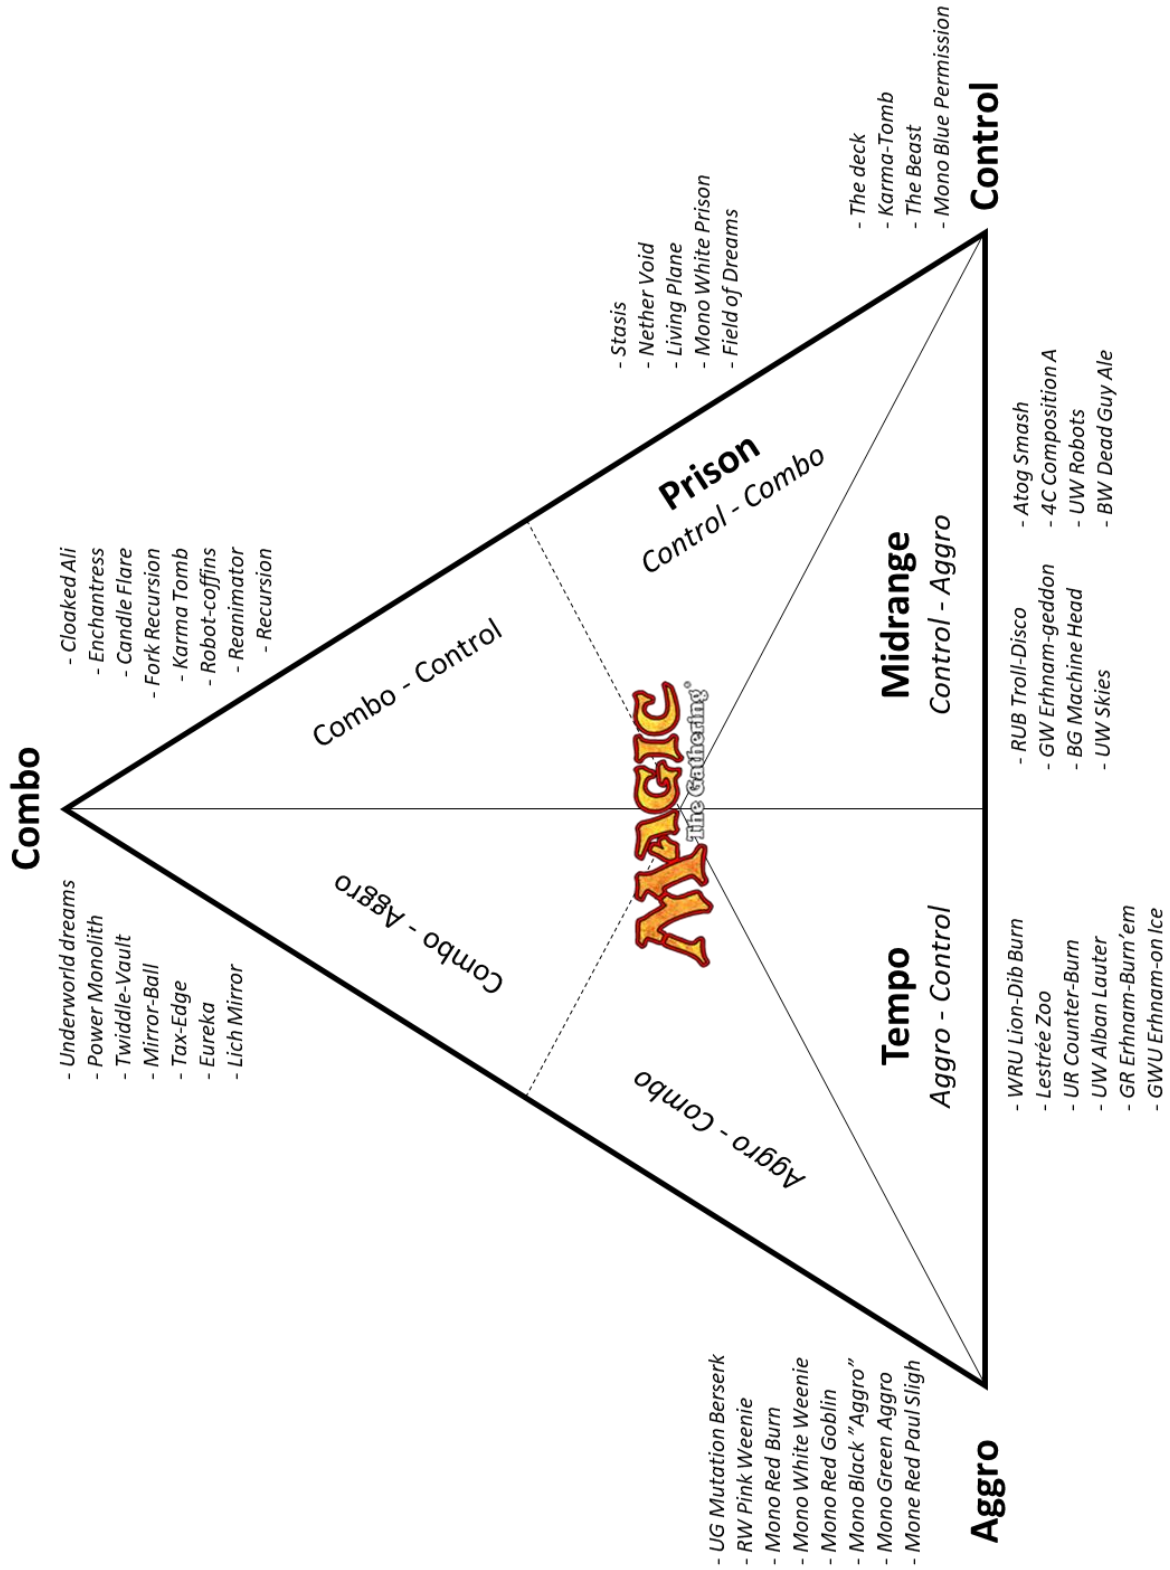 Combo
- Underworld dreams
- Power Monolith
- Twiddle-Vault
- Mirror-Ball
- Tax-Edge
- Eureka
- Lich Mirror
- Cloaked Ali
- Enchantress
- Candle Flare
- Fork Recursion
- Karma Tomb
- Robot-coffins
- Reanimator
- Recursion
Combo - Aggro
Combo - Control
- Stasis
- Nether Void
- Living Plane
- Mono White Prison
- Field of Dreams
MAGIC
The Gathering®
Prison
Control - Combo
Aggro - Combo
- UG Mutation Berserk
- RW Pink Weenie
- Mono Red Burn
- Mono White Weenie
- Mono Red Goblin
- Mono Black ”Aggro”
- Mono Green Aggro
- Mone Red Paul Sligh
- The deck
- Karma-Tomb
- The Beast
- Mono Blue Permission
Tempo
Aggro - Control
Midrange
Control - Aggro
Aggro
Control
- WRU Lion-Dib Burn
- Lestrée Zoo
- UR Counter-Burn
- UW Alban Lauter
- GR Erhnam-Burn’em
- GWU Erhnam-on Ice
- RUB Troll-Disco
- GW Erhnam-geddon
- BG Machine Head
- UW Skies
- Atog Smash
- 4C Composition A
- UW Robots
- BW Dead Guy Ale